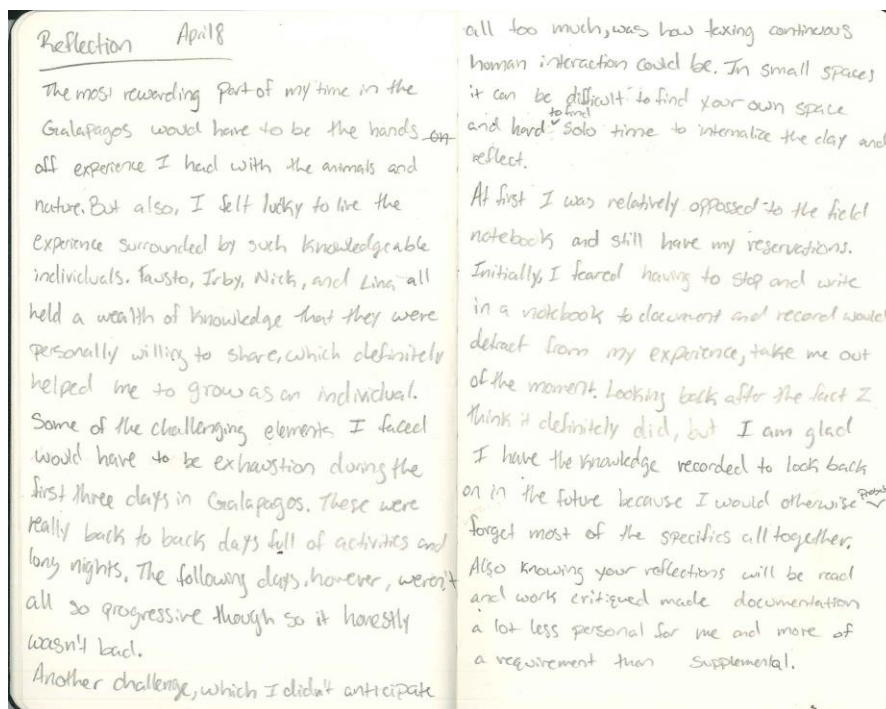 Reflection April 8
The most rewarding part of my time in the
Galapagos would have to be the hands on
off experience I had with the animals and
nature. But also, I felt lucky to live the
experience surrounded by such knowledgeable
individuals. Fausto, Irby, Nick, and Lina all
held a wealth of knowledge that they were
personally willing to share, which definitely
helped me to grow as an individual.
Some of the challenging elements I faced
would have to be exhaustion during the
first three days in Galapagos. These were
really back to back days full of activities and
long nights. The following days, however, weren't
all so progressive though so it honestly
wasn't bad.
Another challenge, which I didn't anticipate
all too much, was how taxing continuous
human interaction could be. In small spaces
it can be difficult to find your own space
and hard to find solo time to internalize the day and
reflect.
At first I was relatively oppossed to the field
notebook and still have my reservations.
Initially, I feared having to stop and write
in a notebook to document and record would
detract from my experience, take me out
of the moment. Looking back after the fact I
think it definitely did, but I am glad
I have the knowledge recorded to look back
on in the future because I would otherwise
forget most of the specifics all together.
Also knowing your reflections will be read
and work critiqued made documentation
a lot less personal for me and more of
a requirement than supplemental.